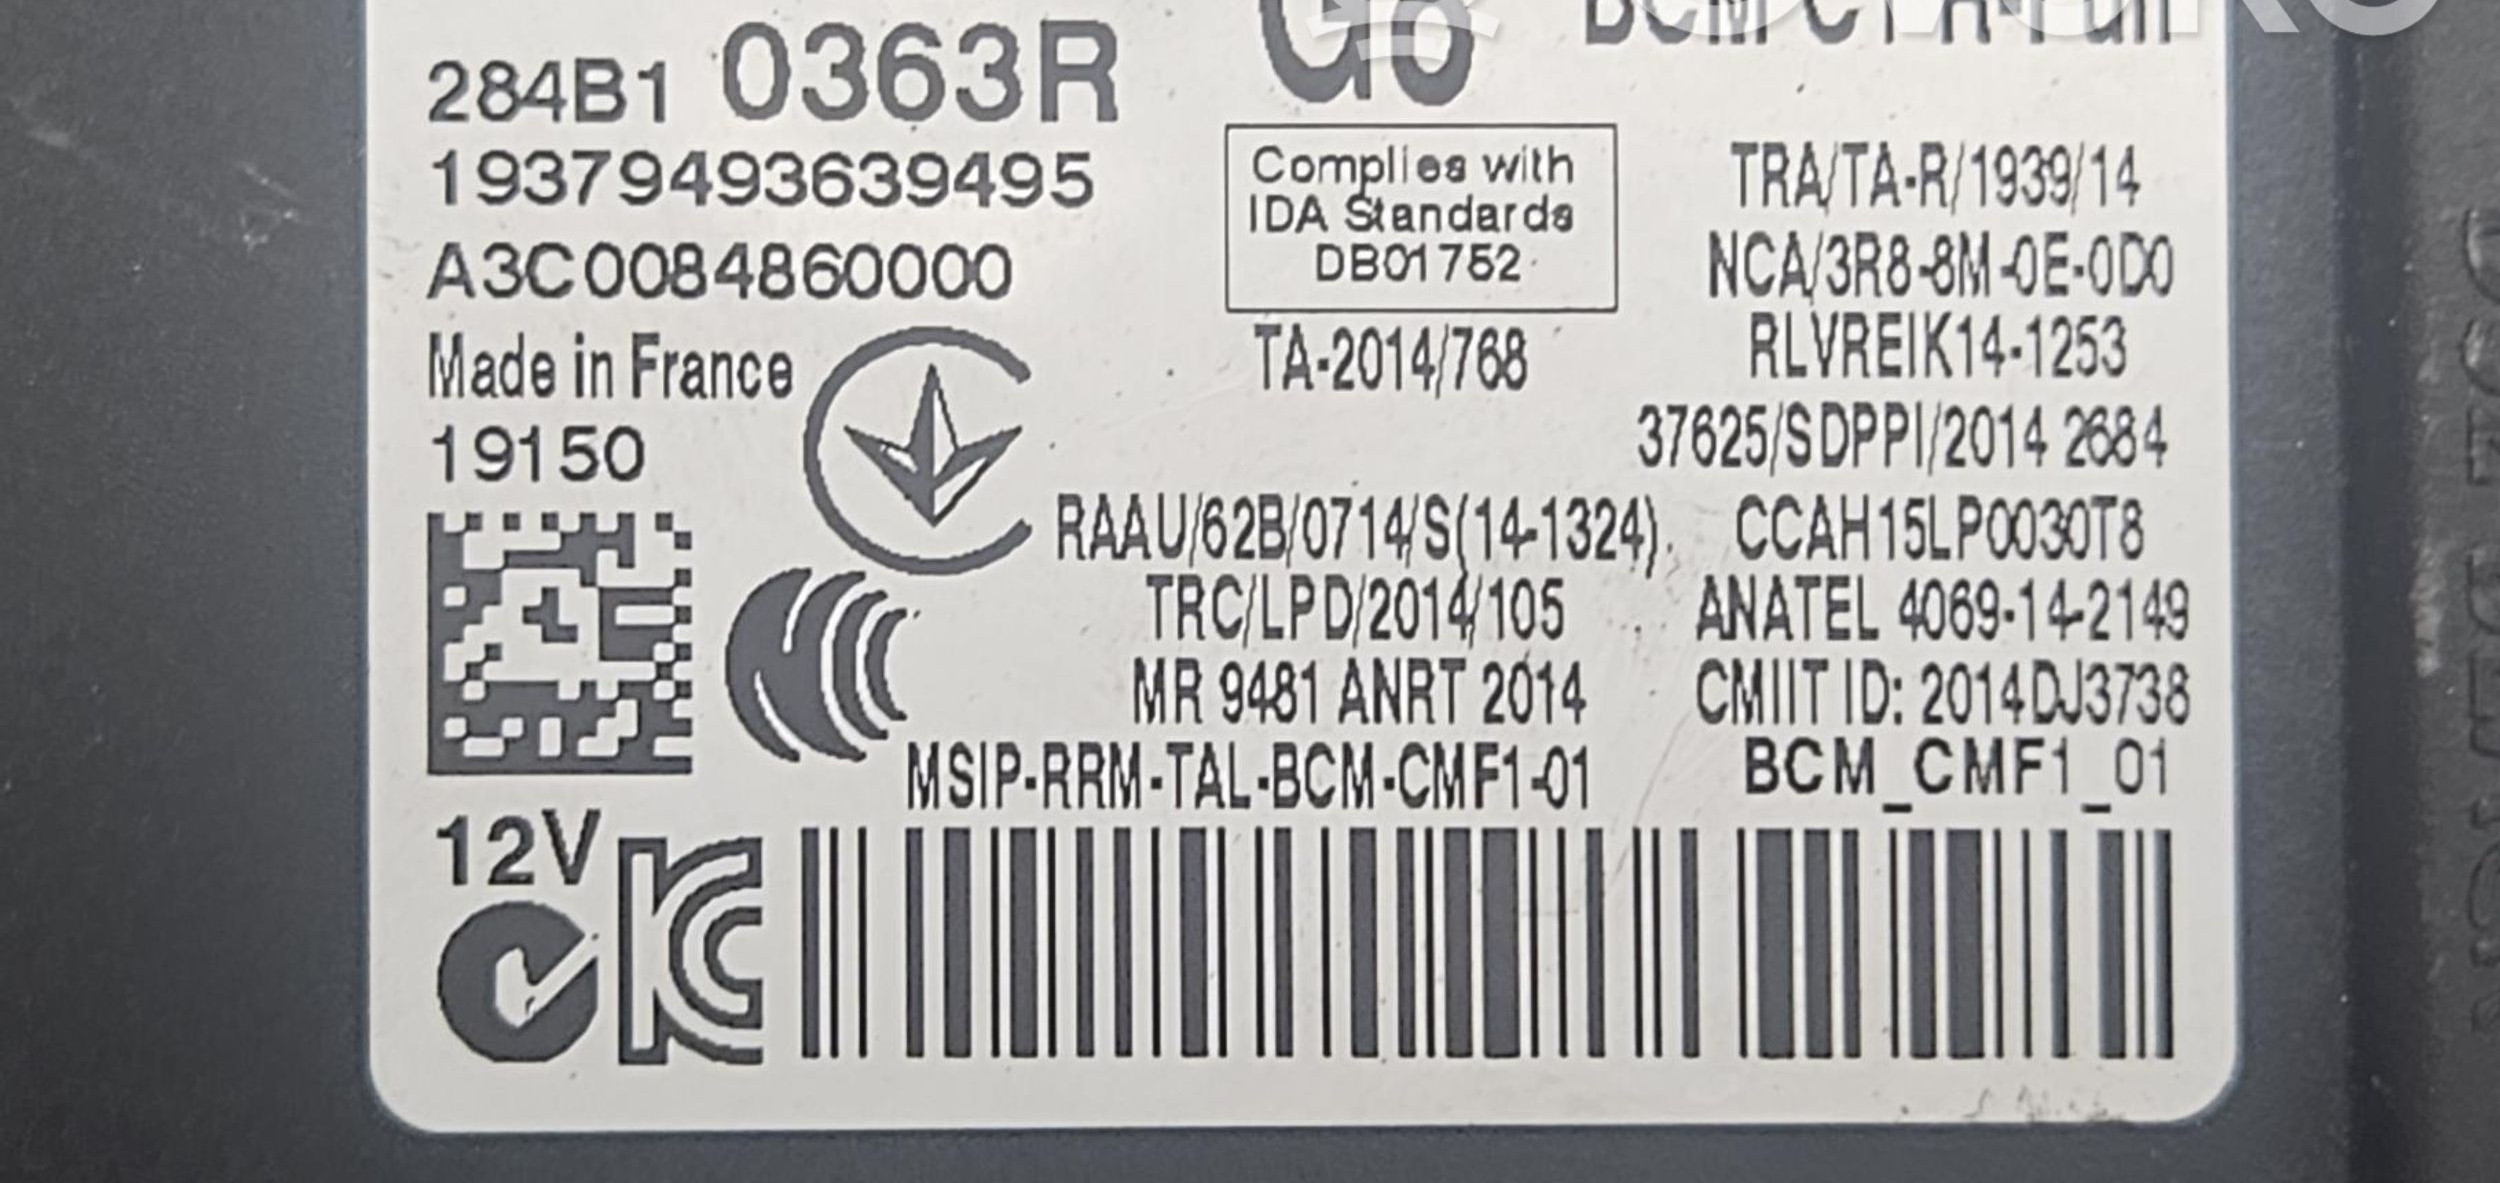 284B1 0363R
19379493639495
A3C0084860000
Made in France
19150
Complies with
IDA Standards
DB01752
TA-2014/768
TRA/TA-R/1939/14
NCA/3R8-8M-0E-0D0
RLVREIK14-1253
37625/SDPPI/2014 2684
RAAU/62B/0714/S(14-1324)
CCAH15LP0030T8
TRC/LPD/2014/105
ANATEL 4069-14-2149
MR 9481 ANRT 2014
CMIIT ID: 2014DJ3738
MSIP-RRM-TAL-BCM-CMF1-01
BCM_CMF1_01
12V